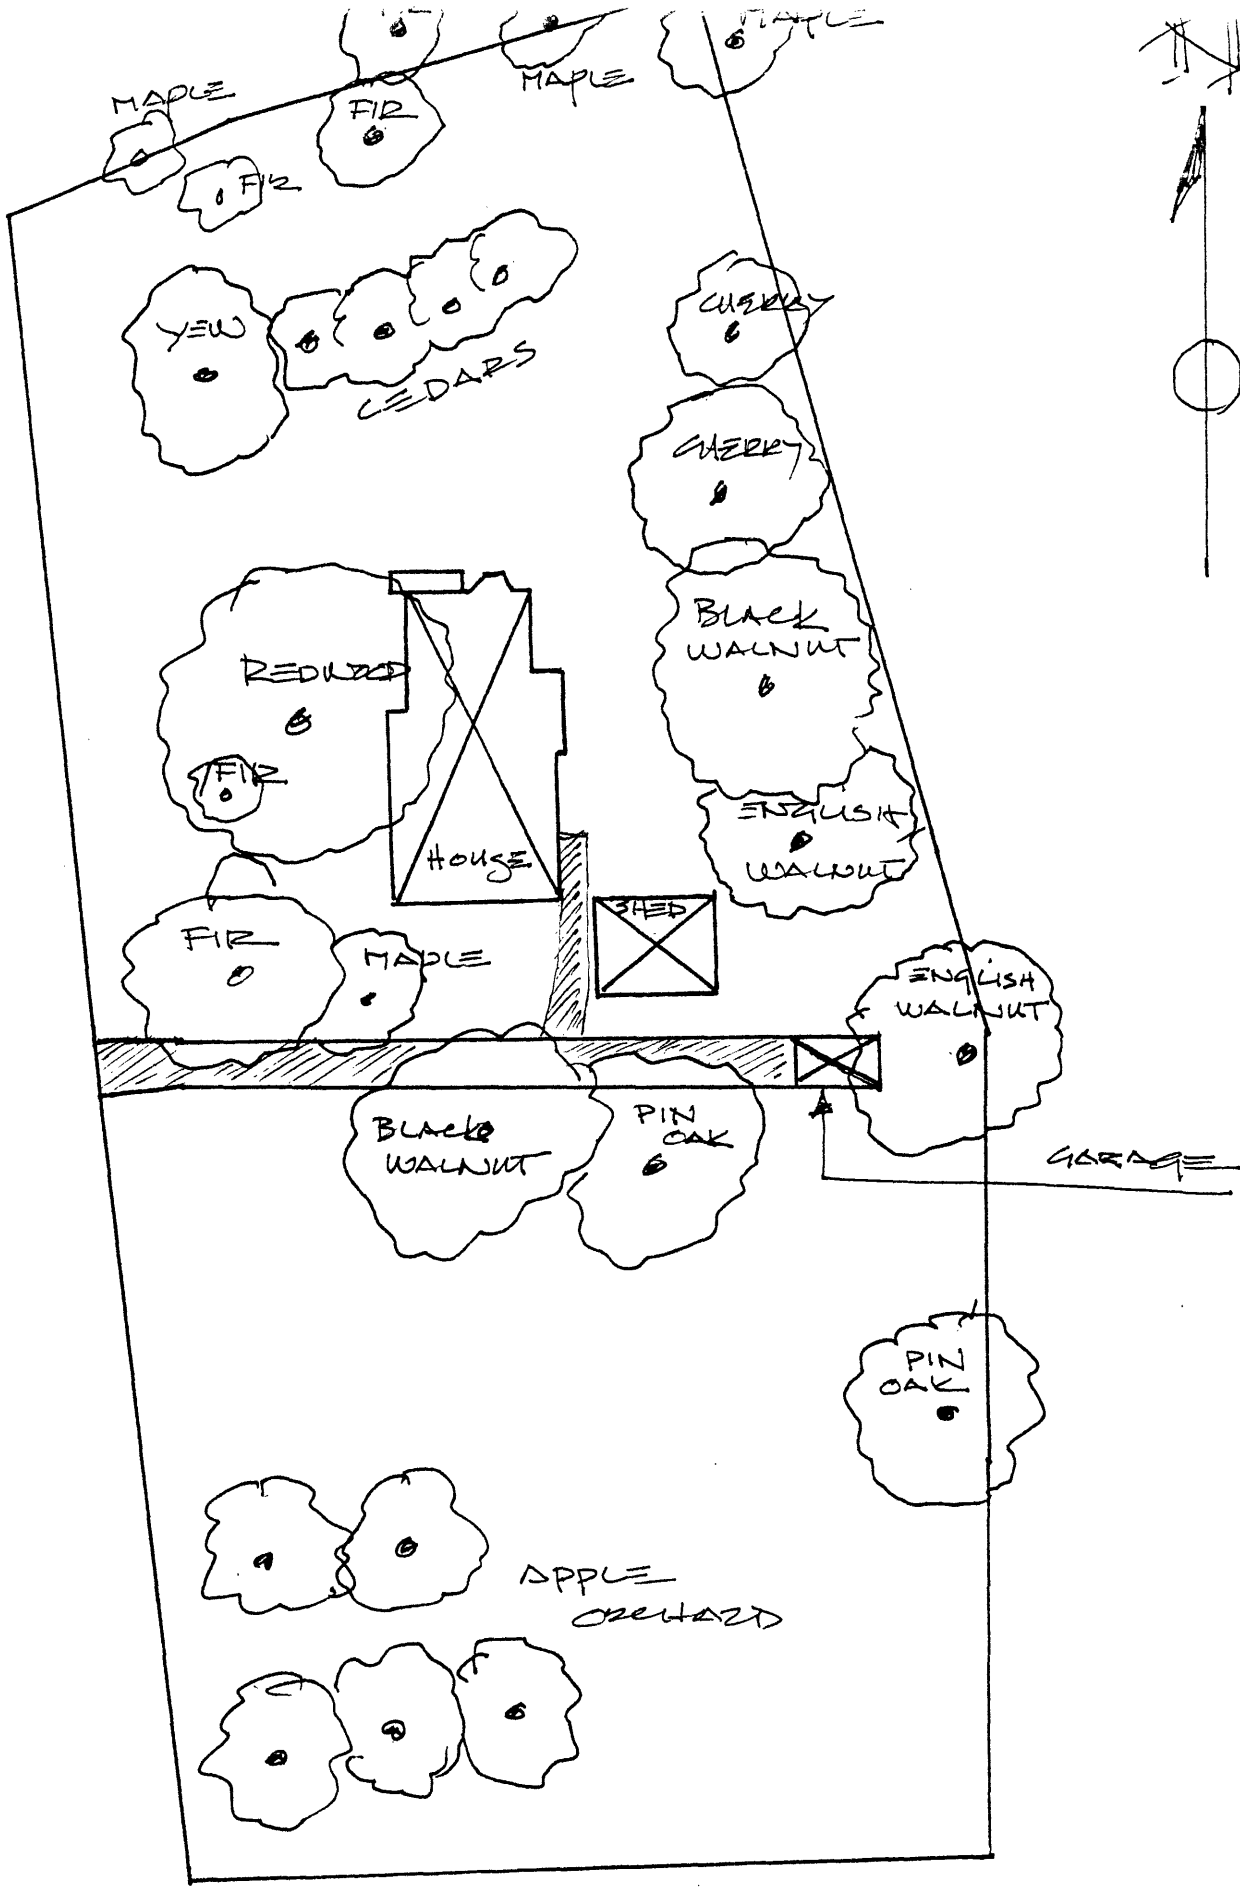 MAPLE
MAPLE
MAPLE
FIR
FIR
YEW
CEDARS
CHERRY
CHERRY
BLACK
WALNUT
REDWOOD
FIR
ENGLISH
WALNUT
HOUSE
SHED
FIR
MAPLE
ENGLISH
WALNUT
BLACK
WALNUT
PIN
OAK
GARAGE
PIN
OAK
APPLE
ORCHARD